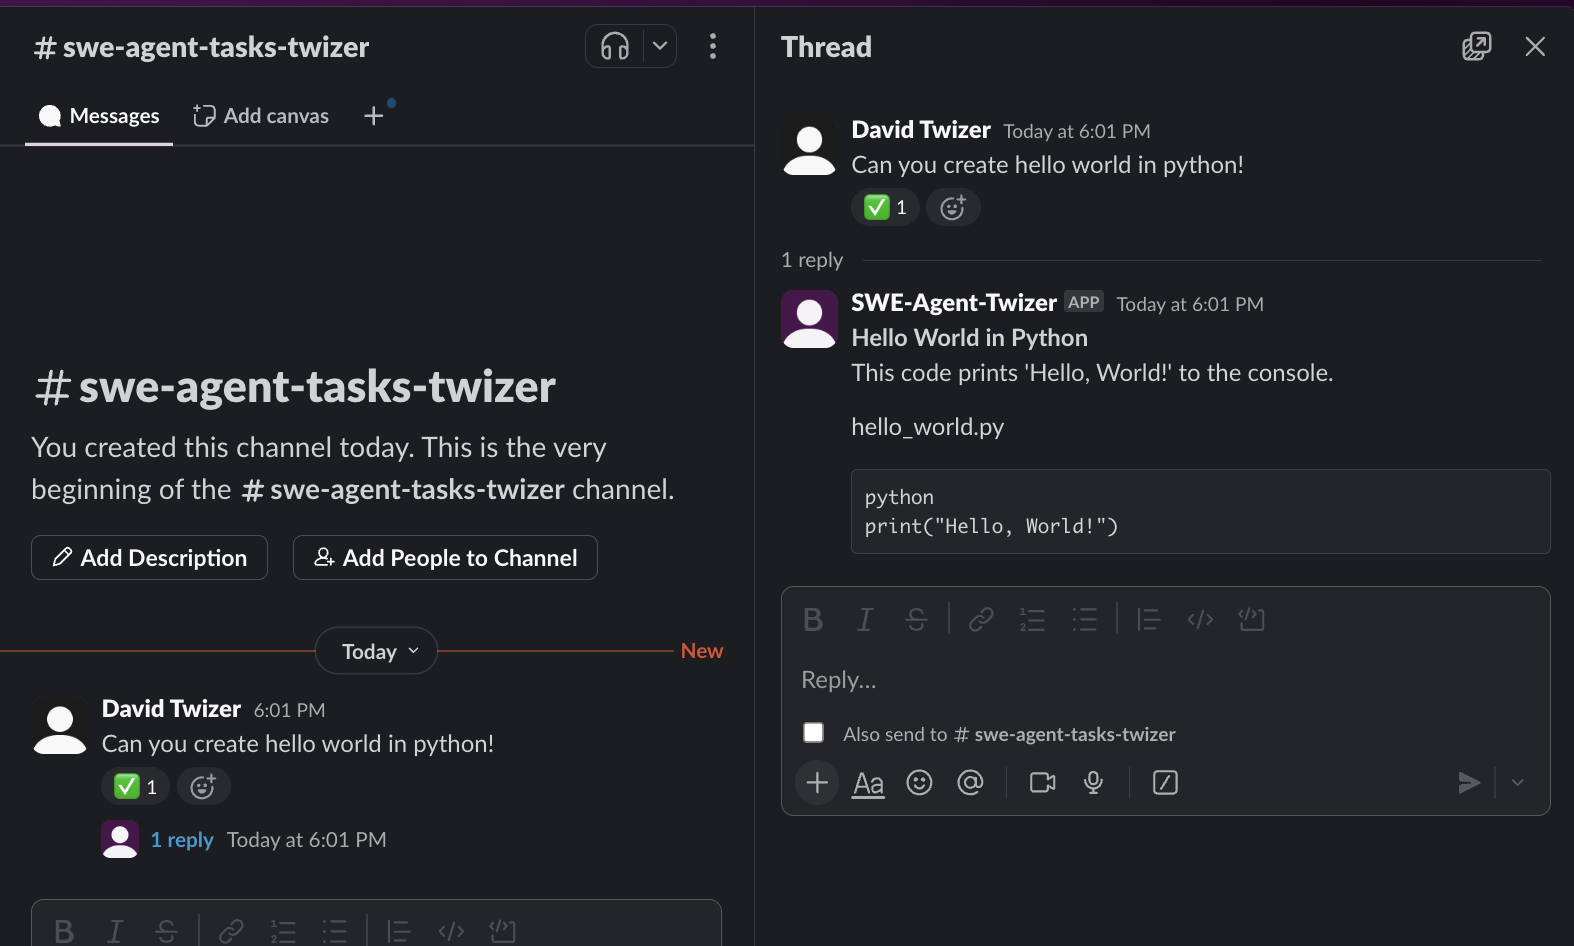 # swe-agent-tasks-twizer
Messages
Add canvas
You created this channel today. This is the very
beginning of the # swe-agent-tasks-twizer channel.
# swe-agent-tasks-twizer
Add Description
Add People to Channel
Today
New
David Twizer 6:01 PM
Can you create hello world in python!
✅ 1
1 reply Today at 6:01 PM
B I S
Thread
David Twizer Today at 6:01 PM
Can you create hello world in python!
✅ 1
1 reply
SWE-Agent-Twizer APP Today at 6:01 PM
Hello World in Python
This code prints 'Hello, World!' to the console.
hello_world.py
python
print("Hello, World!")
B I S
Reply...
Also send to # swe-agent-tasks-twizer
Aa